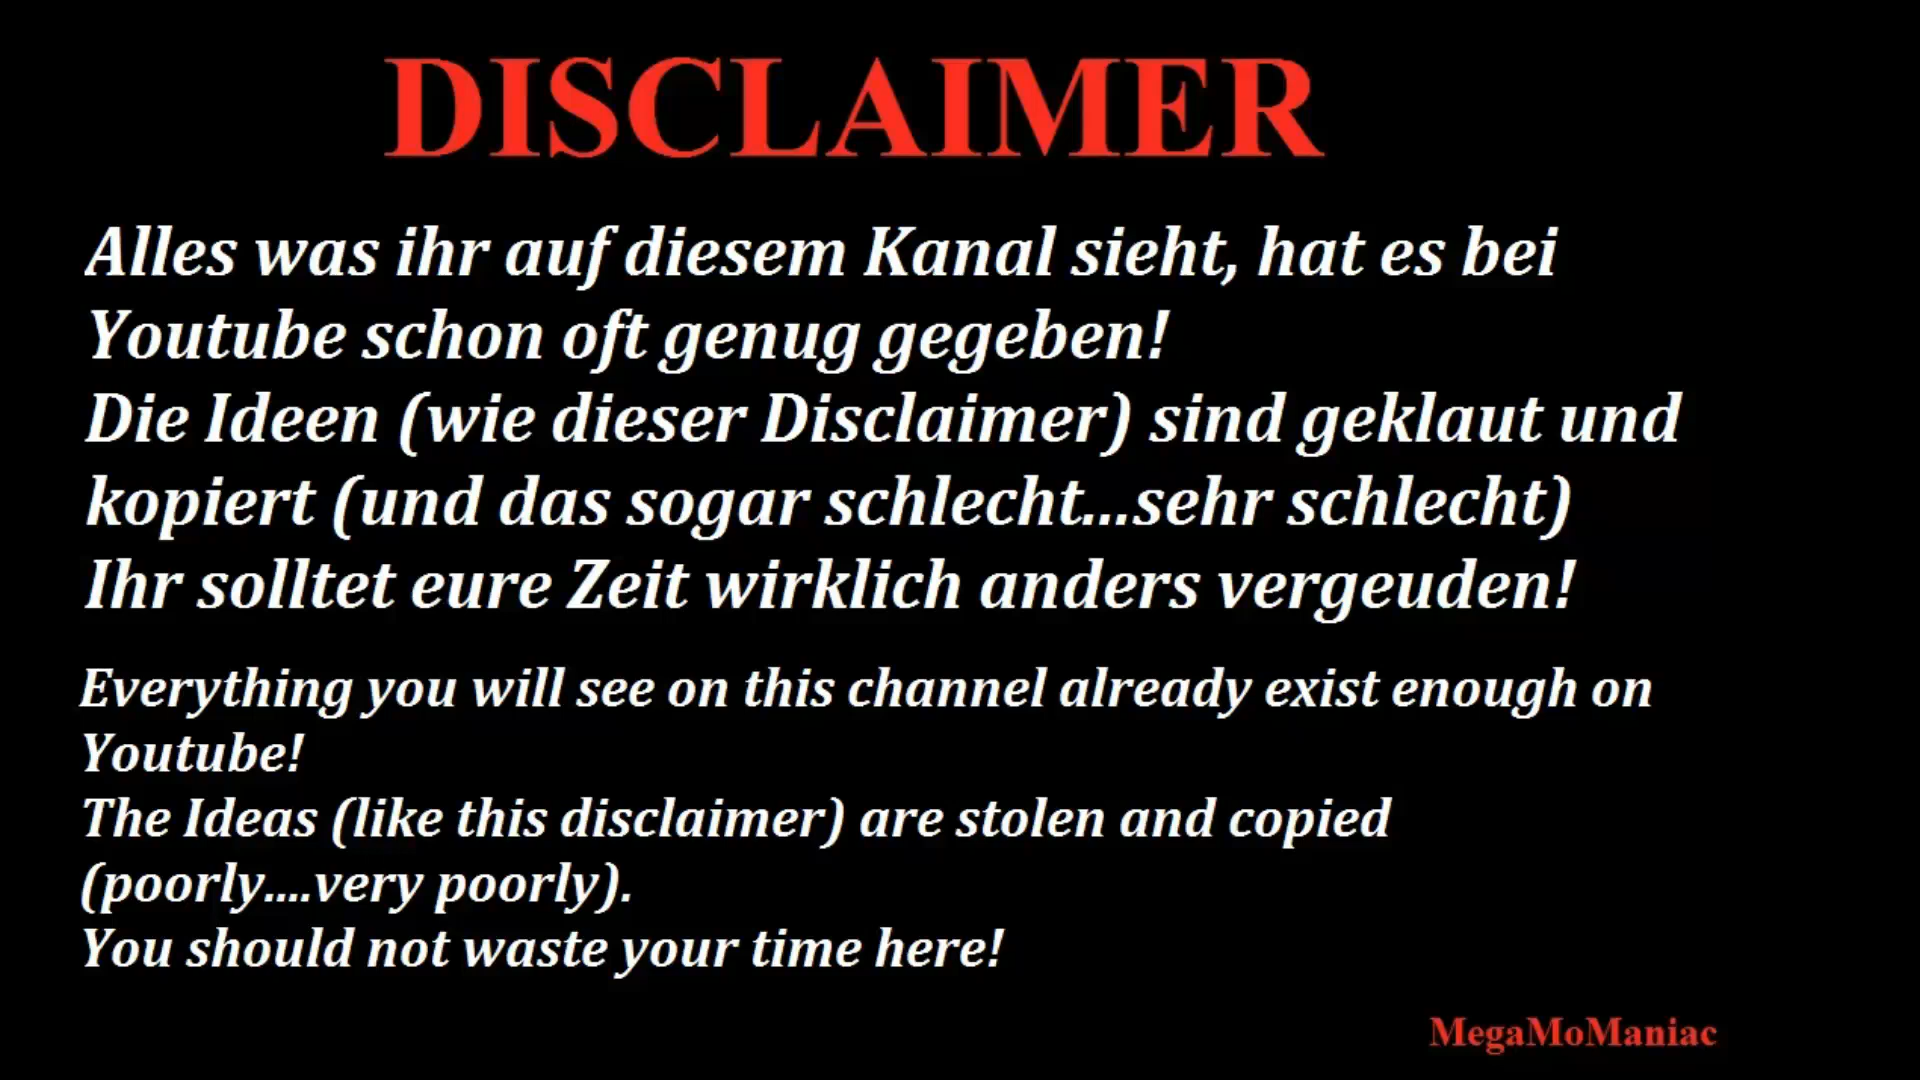 DISCLAIMER
Alles was ihr auf diesem Kanal sieht, hat es bei
Youtube schon oft genug gegeben!
Die Ideen (wie dieser Disclaimer) sind geklaut und
kopiert (und das sogar schlecht...sehr schlecht)
Ihr solltet eure Zeit wirklich anders vergeuden!
Everything you will see on this channel already exist enough on
Youtube!
The Ideas (like this disclaimer) are stolen and copied
(poorly....very poorly).
You should not waste your time here!
MegaMoManiac